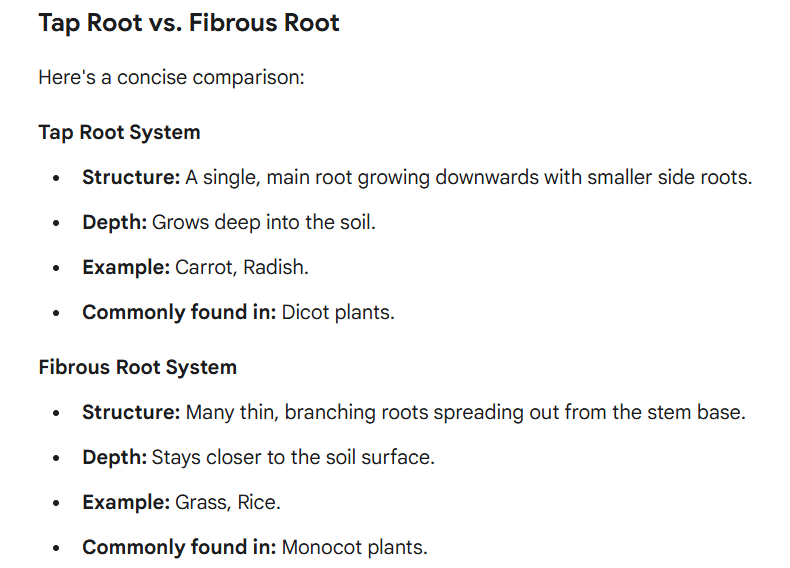 Tap Root vs. Fibrous Root
Here's a concise comparison:
Tap Root System
• Structure: A single, main root growing downwards with smaller side roots.
• Depth: Grows deep into the soil.
• Example: Carrot, Radish.
• Commonly found in: Dicot plants.
Fibrous Root System
• Structure: Many thin, branching roots spreading out from the stem base.
• Depth: Stays closer to the soil surface.
• Example: Grass, Rice.
• Commonly found in: Monocot plants.